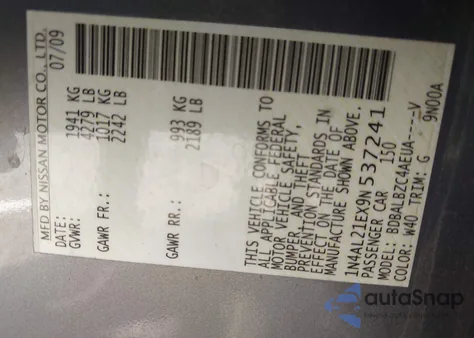 MFD BY NISSAN MOTOR CO., LTD.
DATE: 07/09
GVWR: 1941 KG
4279 LB
GAWR FR.: 1017 KG
2242 LB
GAWR RR.: 993 KG
2189 LB
THIS VEHICLE CONFORMS TO
ALL APPLICABLE FEDERAL
MOTOR VEHICLE SAFETY,
BUMPER, AND THEFT
PREVENTION STANDARDS IN
EFFECT ON THE DATE OF
MANUFACTURE SHOWN ABOVE.
1N4AL21EX9N537241
PASSENGER CAR 150
MODEL: BDBALBZC4AEUA-----V
COLOR: W40 TRIM: G 9N00A
autoSnap